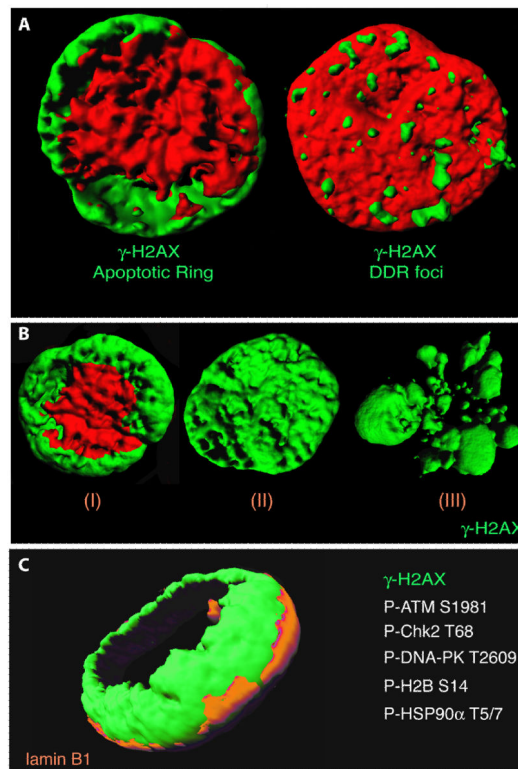 A
γ-H2AX
Apoptotic Ring
γ-H2AX
DDR foci
B
(I)
(II)
(III)
γ-H2AX
C
γ-H2AX
P-ATM S1981
P-Chk2 T68
P-DNA-PK T2609
P-H2B S14
P-HSP90α T5/7
lamin B1